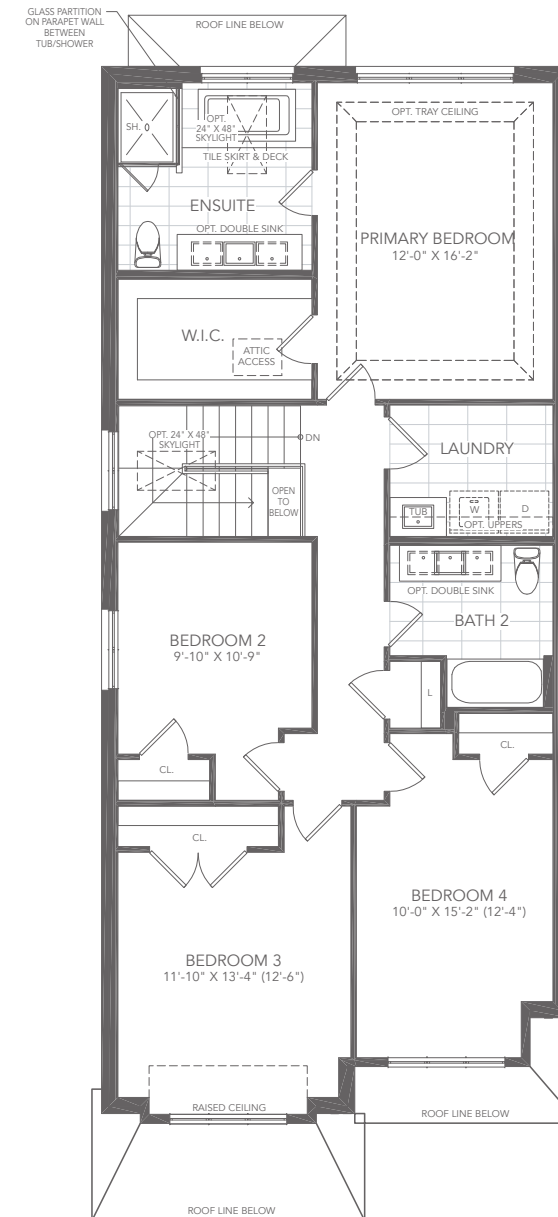 GLASS PARTITION
ON PARAPET WALL
BETWEEN
TUB/SHOWER
ROOF LINE BELOW
SH.
OPT.
24" X 48"
SKYLIGHT
TILE SKIRT & DECK
ENSUITE
OPT. DOUBLE SINK
OPT. TRAY CEILING
PRIMARY BEDROOM
12'-0" X 16'-2"
W.I.C.
ATTIC
ACCESS
OPT. 24" X 48"
SKYLIGHT
DN
OPEN
TO
BELOW
LAUNDRY
TUB
W
D
OPT. UPPERS
OPT. DOUBLE SINK
BATH 2
BEDROOM 2
9'-10" X 10'-9"
L
CL.
CL.
CL.
BEDROOM 4
10'-0" X 15'-2" (12'-4")
BEDROOM 3
11'-10" X 13'-4" (12'-6")
RAISED CEILING
ROOF LINE BELOW
ROOF LINE BELOW